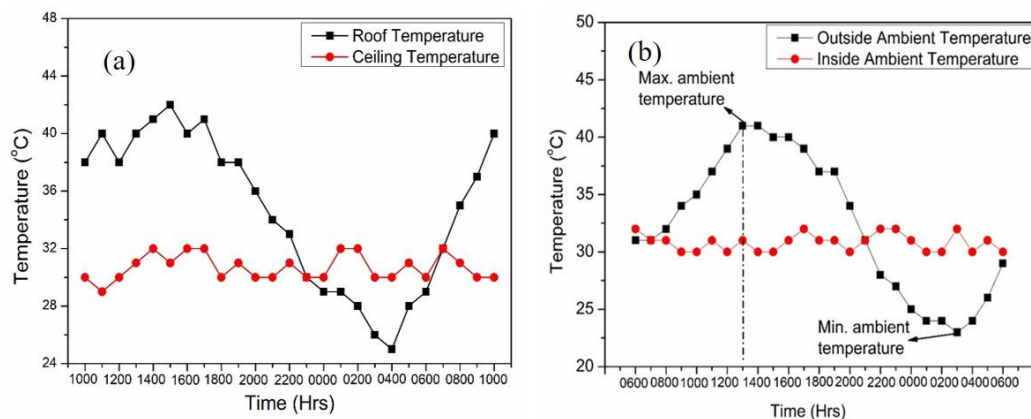 (a)
Roof Temperature
Ceiling Temperature
48
44
40
36
32
28
24
Temperature (°C)
1000 1200 1400 1600 1800 2000 2200 0000 0200 0400 0600 0800 1000
Time (Hrs)
(b)
Outside Ambient Temperature
Inside Ambient Temperature
Max. ambient
temperature
50
45
40
35
30
25
20
Temperature (°C)
Min. ambient
temperature
0600 0800 1000 1200 1400 1600 1800 2000 2200 0000 0200 0400 0600
Time (Hrs)